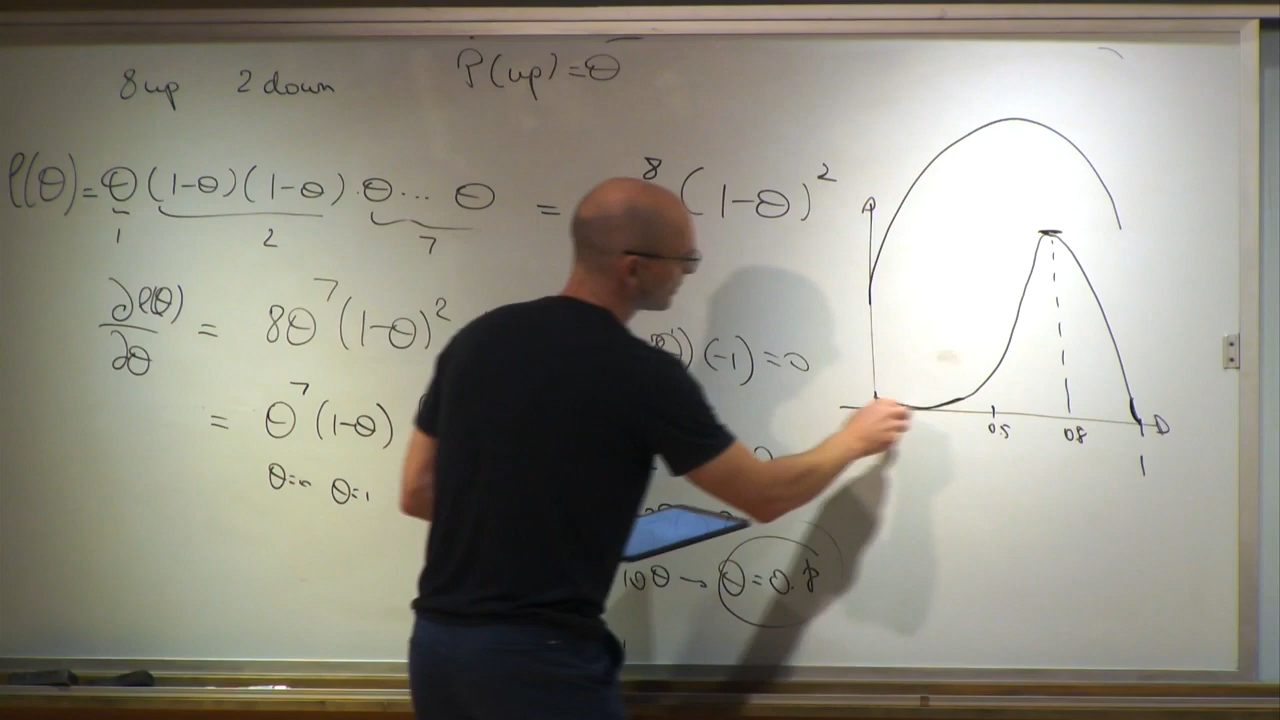 8 up 2 down P(up) = θ
ℓ(θ) = θ (1-θ)(1-θ) · θ ... θ = 8 (1-θ)²
1 2 7
∂ℓ(θ)/∂θ = 8θ⁷(1-θ)² (-1) = 0
= θ⁷(1-θ)
θ=0 θ=1
10θ → θ = 0.8
0.5 0.8 θ
1